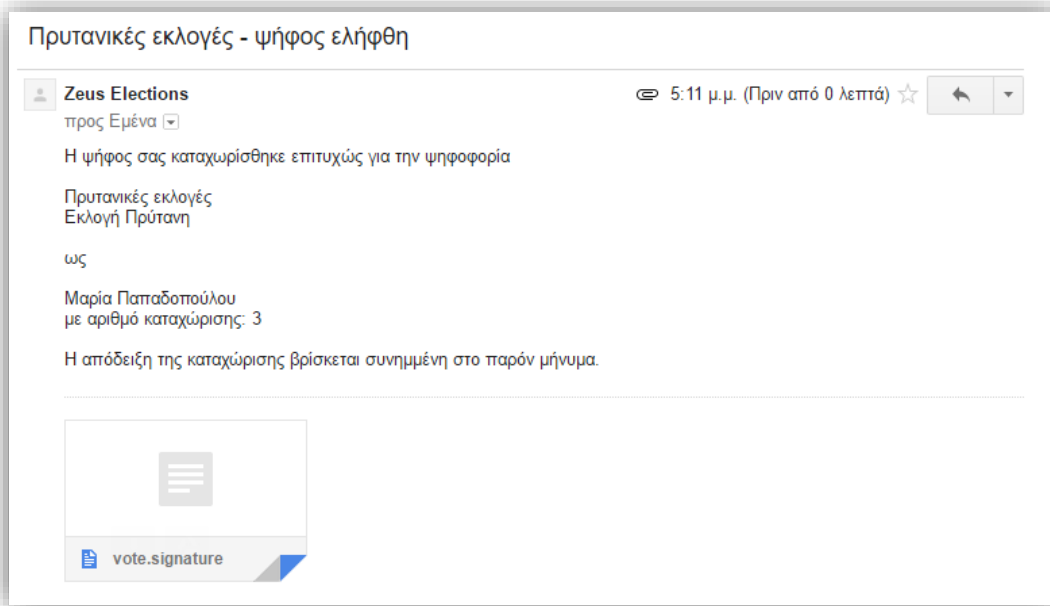 Πρυτανικές εκλογές - ψήφος ελήφθη
Zeus Elections
5:11 μ.μ. (Πριν από 0 λεπτά)
προς Εμένα
Η ψήφος σας καταχωρίσθηκε επιτυχώς για την ψηφοφορία
Πρυτανικές εκλογές
Εκλογή Πρύτανη
ως
Μαρία Παπαδοπούλου
με αριθμό καταχώρισης: 3
Η απόδειξη της καταχώρισης βρίσκεται συνημμένη στο παρόν μήνυμα.
vote.signature